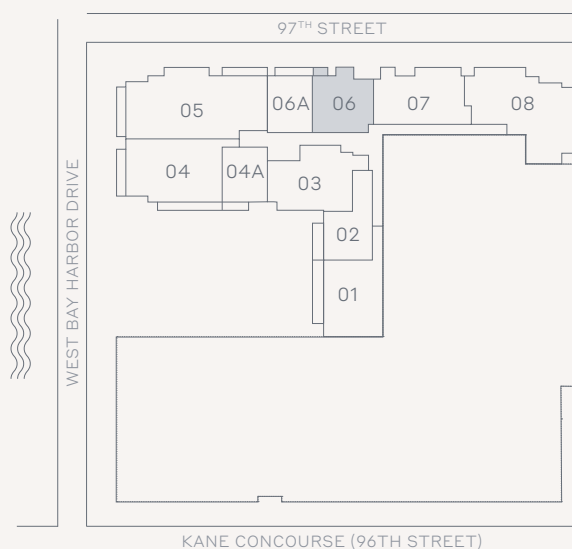 97TH STREET
05
06A
06
07
08
04
04A
03
02
01
WEST BAY HARBOR DRIVE
KANE CONCOURSE (96TH STREET)